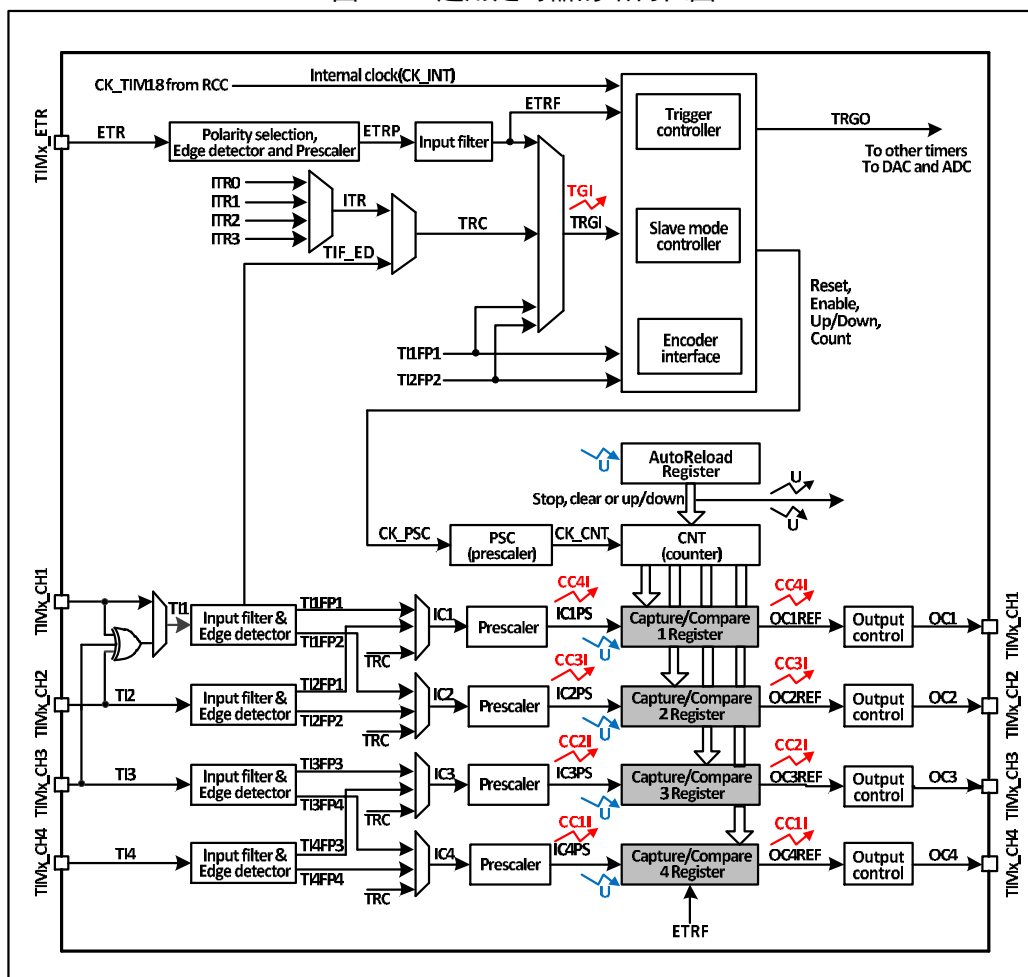 CK_TIM18 from RCC
Internal clock(CK_INT)
ETRF
TIMx_ETR
ETR
Polarity selection,
Edge detector and Prescaler
ETRP
Input filter
Trigger
controller
TRGO
To other timers
To DAC and ADC
ITR0
ITR1
ITR2
ITR3
ITR
TIF_ED
TRC
TGI
TRGI
Slave mode
controller
Reset,
Enable,
Up/Down,
Count
TI1FP1
TI2FP2
Encoder
interface
U
AutoReload
Register
Stop, clear or up/down
U
U
CK_PSC
PSC
(prescaler)
CK_CNT
CNT
(counter)
TIMx_CH1
TI1
Input filter &
Edge detector
TI1FP1
TI1FP2
TRC
IC1
Prescaler
CC4I
IC1PS
U
Capture/Compare
1 Register
CC4I
OC1REF
Output
control
OC1
TIMx_CH1
TIMx_CH2
TI2
Input filter &
Edge detector
TI2FP1
TI2FP2
TRC
IC2
Prescaler
CC3I
IC2PS
U
Capture/Compare
2 Register
CC3I
OC2REF
Output
control
OC2
TIMx_CH2
TIMx_CH3
TI3
Input filter &
Edge detector
TI3FP3
TI3FP4
TRC
IC3
Prescaler
CC2I
IC3PS
U
Capture/Compare
3 Register
CC2I
OC3REF
Output
control
OC3
TIMx_CH3
TIMx_CH4
TI4
Input filter &
Edge detector
TI4FP3
TI4FP4
TRC
IC4
Prescaler
CC1I
IC4PS
U
Capture/Compare
4 Register
CC1I
OC4REF
Output
control
OC4
TIMx_CH4
ETRF